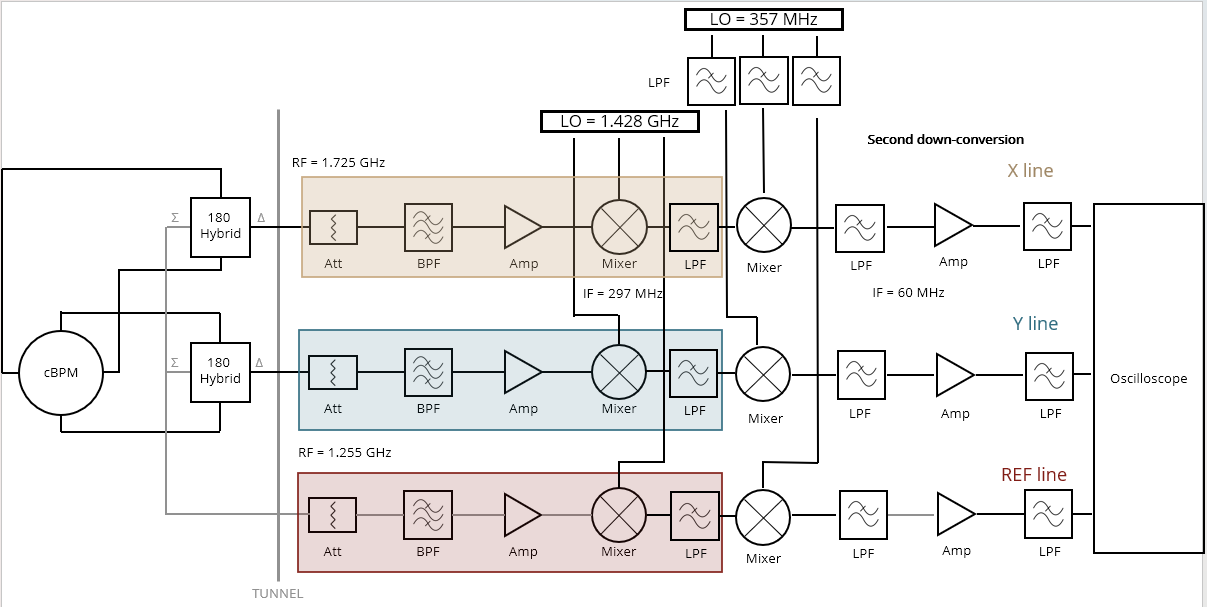 LO = 357 MHz
LPF
LO = 1.428 GHz
Second down-conversion
RF = 1.725 GHz
X line
Σ
180
Hybrid
Δ
Att
BPF
Amp
Mixer
LPF
Mixer
LPF
Amp
LPF
IF = 297 MHz
IF = 60 MHz
Y line
cBPM
Σ
180
Hybrid
Δ
Att
BPF
Amp
Mixer
LPF
Mixer
LPF
Amp
LPF
Oscilloscope
RF = 1.255 GHz
REF line
Att
BPF
Amp
Mixer
LPF
Mixer
LPF
Amp
LPF
TUNNEL